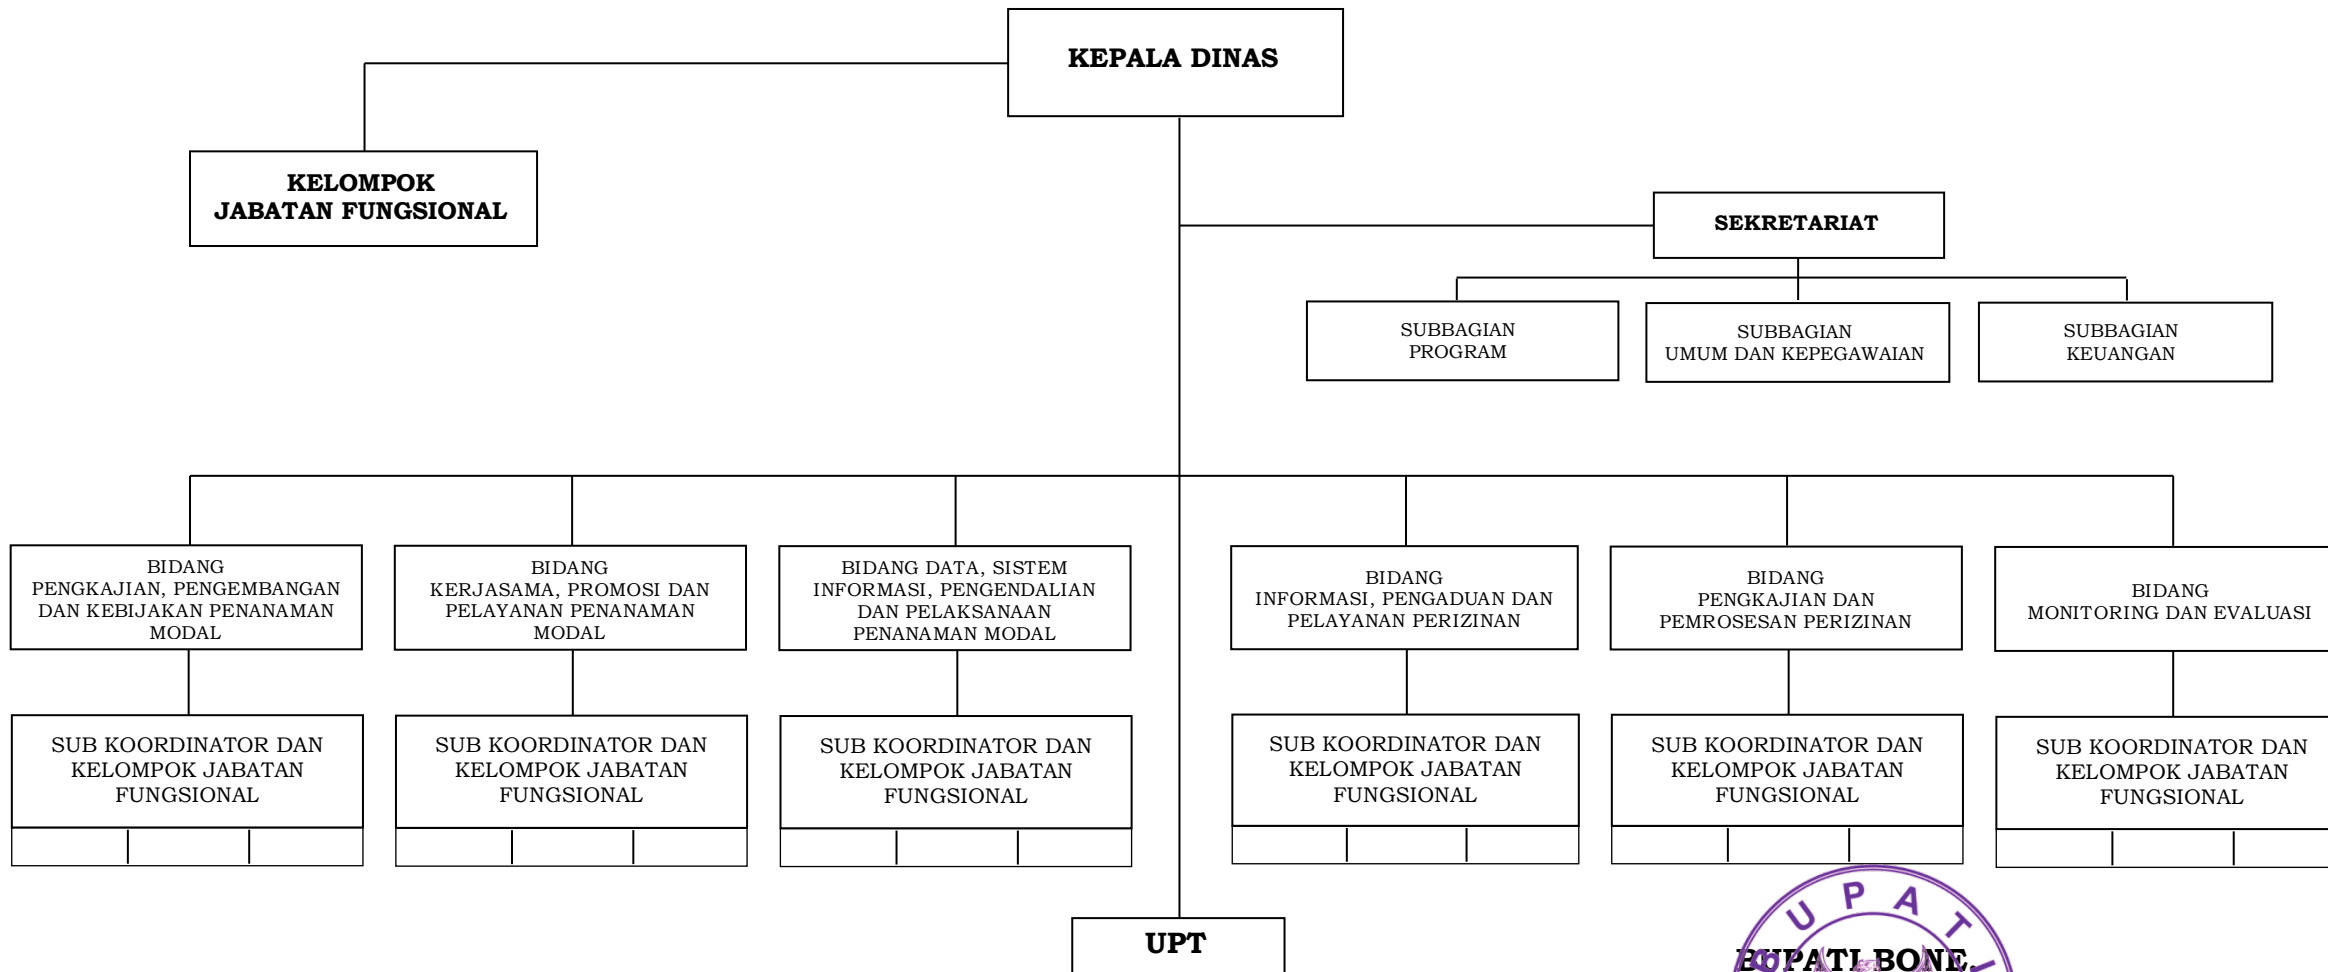 KEPALA DINAS
KELOMPOK
JABATAN FUNGSIONAL
SEKRETARIAT
SUBBAGIAN
PROGRAM
SUBBAGIAN
UMUM DAN KEPEGAWAIAN
SUBBAGIAN
KEUANGAN
BIDANG
PENGKAJIAN, PENGEMBANGAN
DAN KEBIJAKAN PENANAMAN
MODAL
BIDANG
KERJASAMA, PROMOSI DAN
PELAYANAN PENANAMAN
MODAL
BIDANG DATA, SISTEM
INFORMASI, PENGENDALIAN
DAN PELAKSANAAN
PENANAMAN MODAL
BIDANG
INFORMASI, PENGADUAN DAN
PELAYANAN PERIZINAN
BIDANG
PENGKAJIAN DAN
PEMROSESAN PERIZINAN
BIDANG
MONITORING DAN EVALUASI
SUB KOORDINATOR DAN
KELOMPOK JABATAN
FUNGSIONAL
SUB KOORDINATOR DAN
KELOMPOK JABATAN
FUNGSIONAL
SUB KOORDINATOR DAN
KELOMPOK JABATAN
FUNGSIONAL
SUB KOORDINATOR DAN
KELOMPOK JABATAN
FUNGSIONAL
SUB KOORDINATOR DAN
KELOMPOK JABATAN
FUNGSIONAL
SUB KOORDINATOR DAN
KELOMPOK JABATAN
FUNGSIONAL
UPT
BUPATI
BUPATI BONE,